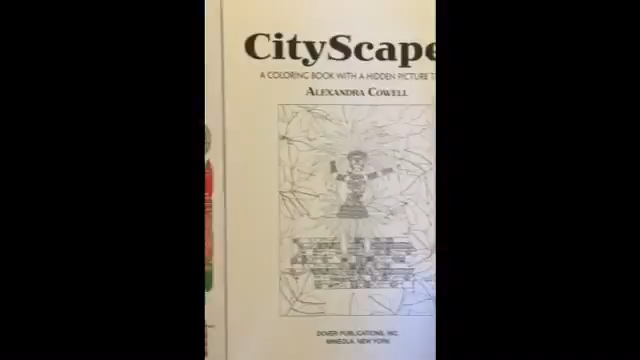 CityScape
A COLORING BOOK WITH A HIDDEN PICTURE T
ALEXANDRA COWELL
DOVER PUBLICATIONS, INC.
MINEOLA, NEW YORK